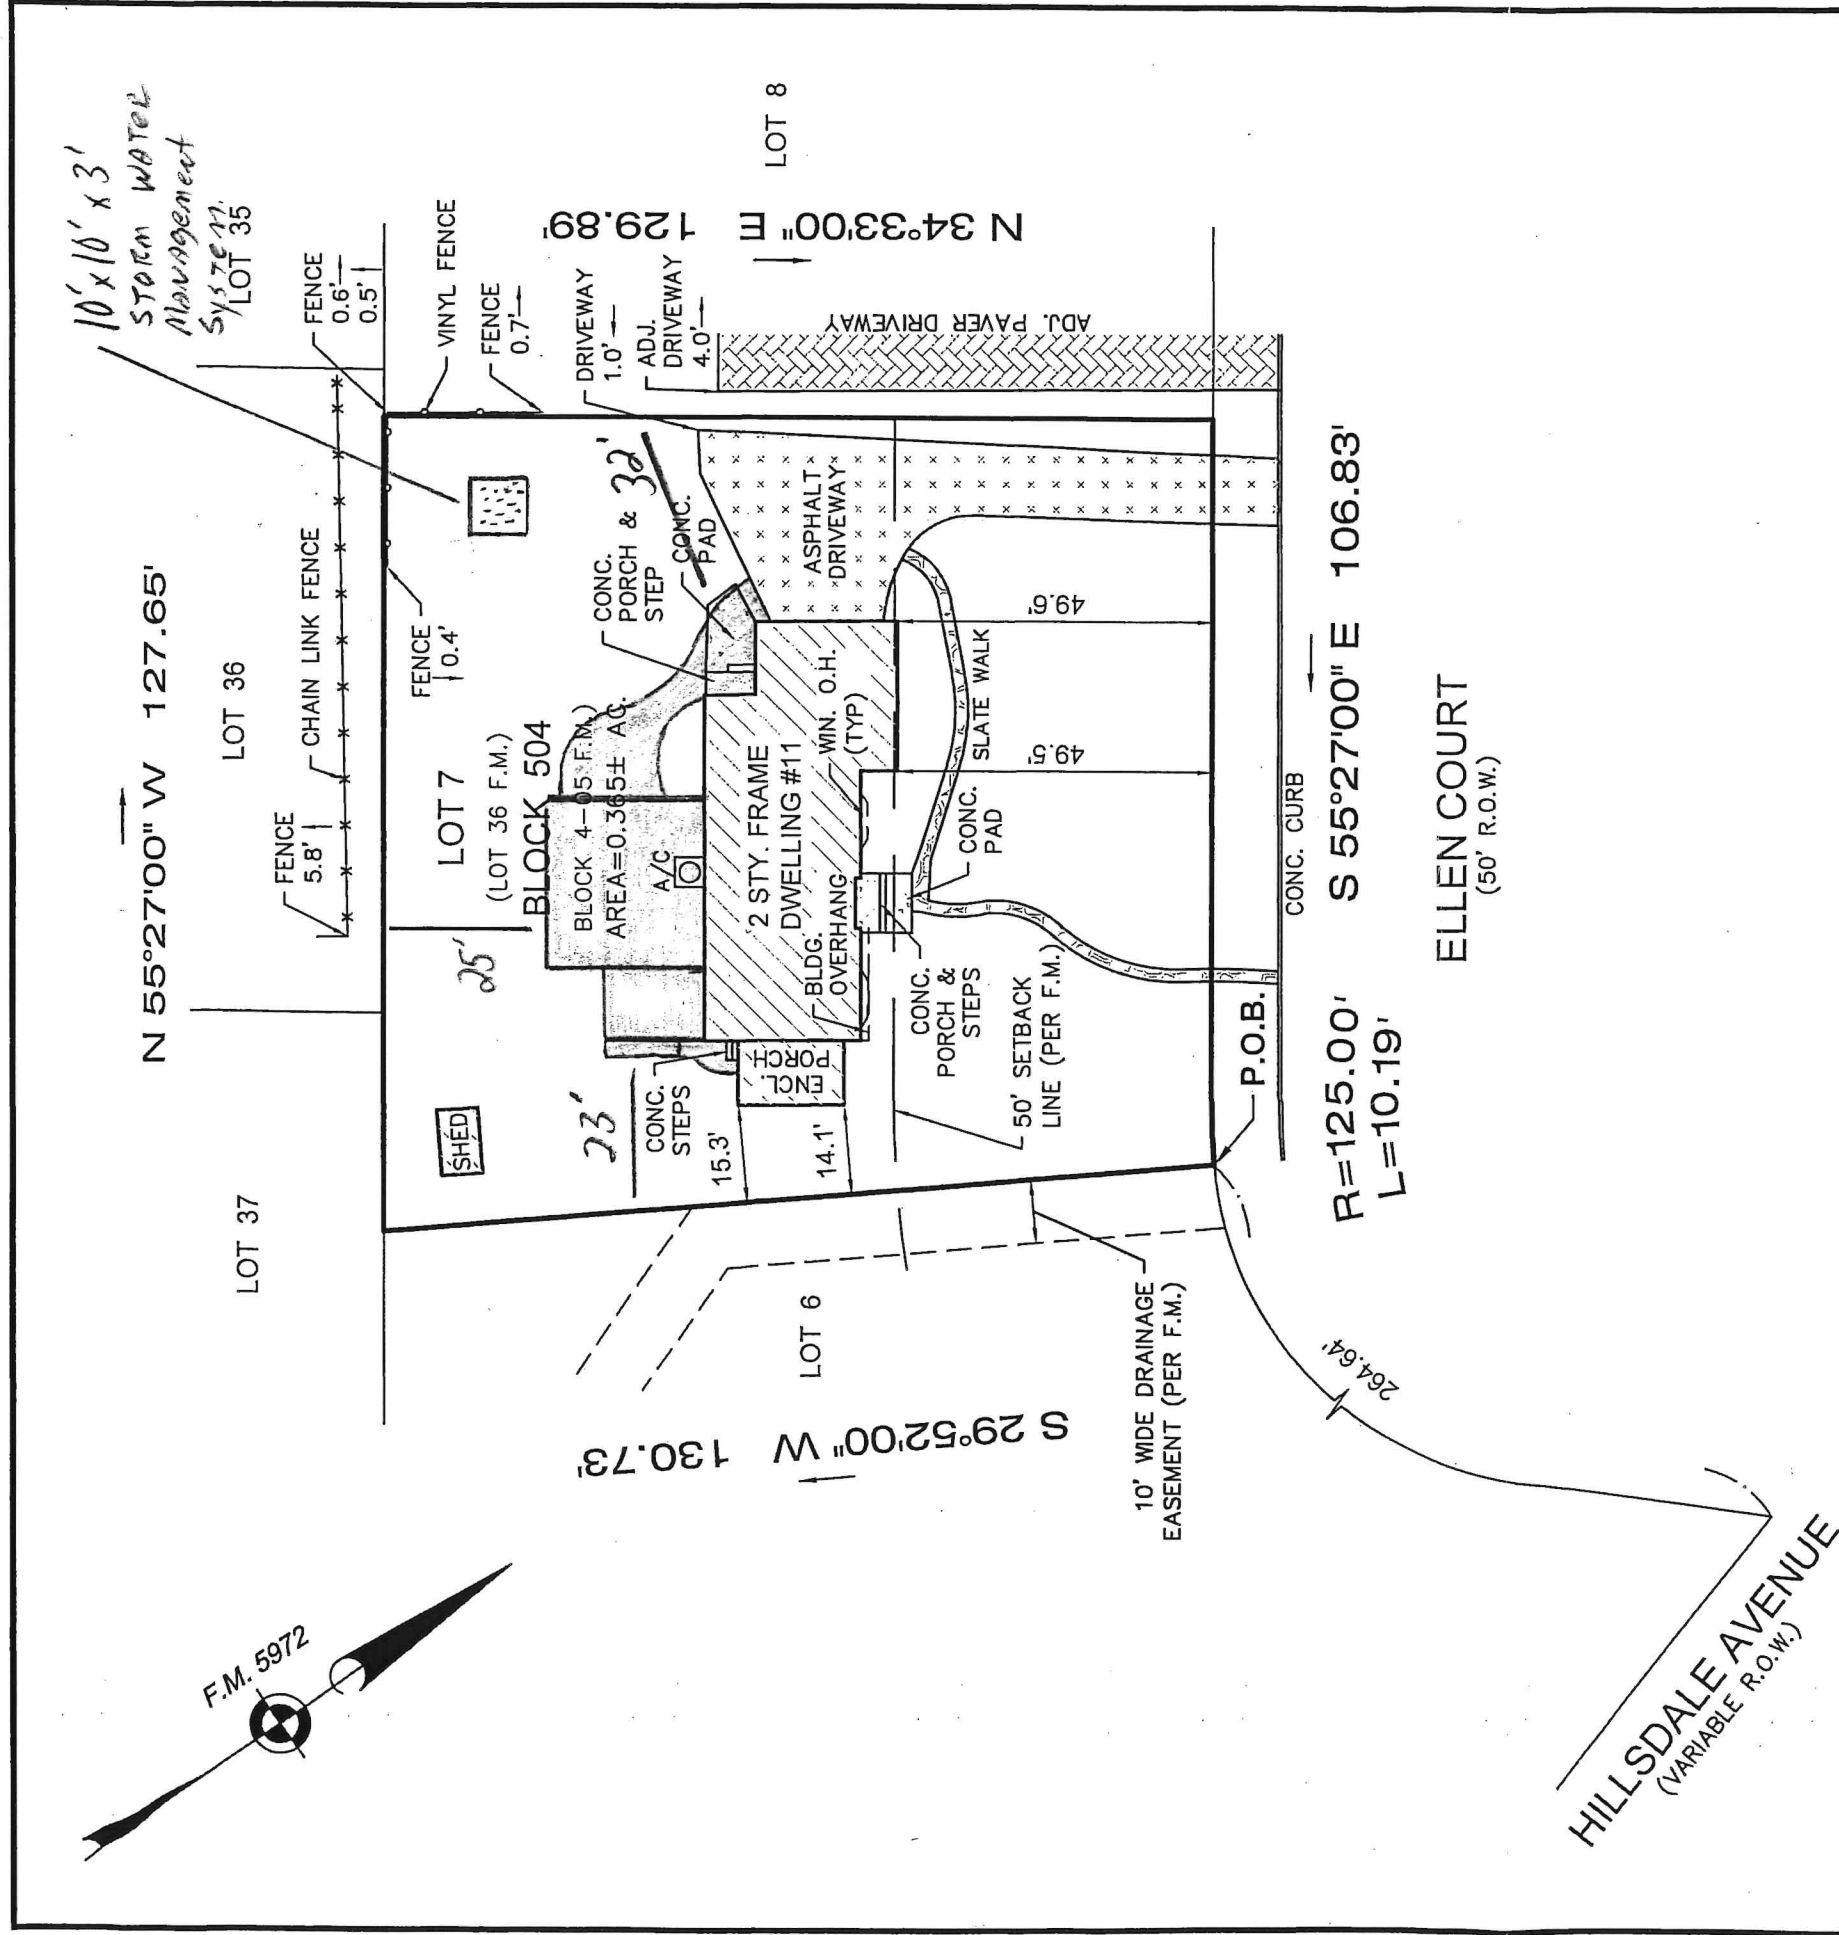 10' x 10' x 3'
STORM WATER
MANAGEMENT
SYSTEM.
LOT 35
N 55°27'00" W 127.65'
LOT 37
LOT 36
FENCE
5.8'
CHAIN LINK FENCE
FENCE
0.6'
0.5'
VINYL FENCE
FENCE
0.7'
FENCE
0.4'
SHED
25'
LOT 7
(LOT 36 F.M.)
BLOCK 504
BLOCK 4-05 F.M.)
AREA=0.365± AC.
A/C
23'
32'
CONC.
PORCH &
STEP
CONC.
PAD
DRIVEWAY
1.0'
ADJ.
DRIVEWAY
4.0'
N 34°33'00" E 129.89'
LOT 8
CONC.
STEPS
15.3'
14.1'
ENCL.
PORCH
2 STY. FRAME
DWELLING #11
BLDG.
OVERHANG
WIN. O.H.
(TYP)
ASPHALT
DRIVEWAY
ADJ. PAVER DRIVEWAY
CONC.
PORCH &
STEPS
CONC.
PAD
SLATE WALK
49.5'
49.6'
50' SETBACK
LINE (PER F.M.)
LOT 6
S 29°52'00" W 130.73'
10' WIDE DRAINAGE
EASEMENT (PER F.M.)
P.O.B.
CONC. CURB
R=125.00'
L=10.19'
S 55°27'00" E 106.83'
ELLEN COURT
(50' R.O.W.)
264.64'
F.M. 5972
HILLSDALE AVENUE
(VARIABLE R.O.W.)